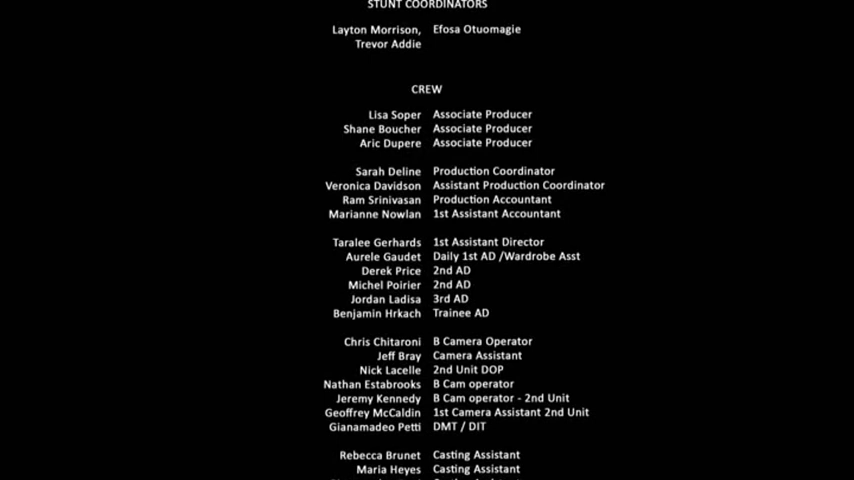 STUNT COORDINATORS
Layton Morrison, Efosa Otuomagie
Trevor Addie
CREW
Lisa Soper Associate Producer
Shane Boucher Associate Producer
Aric Dupere Associate Producer
Sarah Deline Production Coordinator
Veronica Davidson Assistant Production Coordinator
Ram Srinivasan Production Accountant
Marianne Nowlan 1st Assistant Accountant
Taralee Gerhards 1st Assistant Director
Aurele Gaudet Daily 1st AD /Wardrobe Asst
Derek Price 2nd AD
Michel Poirier 2nd AD
Jordan Ladisa 3rd AD
Benjamin Hrkach Trainee AD
Chris Chitaroni B Camera Operator
Jeff Bray Camera Assistant
Nick Lacelle 2nd Unit DOP
Nathan Estabrooks B Cam operator
Jeremy Kennedy B Cam operator - 2nd Unit
Geoffrey McCaldin 1st Camera Assistant 2nd Unit
Gianamadeo Petti DMT / DIT
Rebecca Brunet Casting Assistant
Maria Heyes Casting Assistant